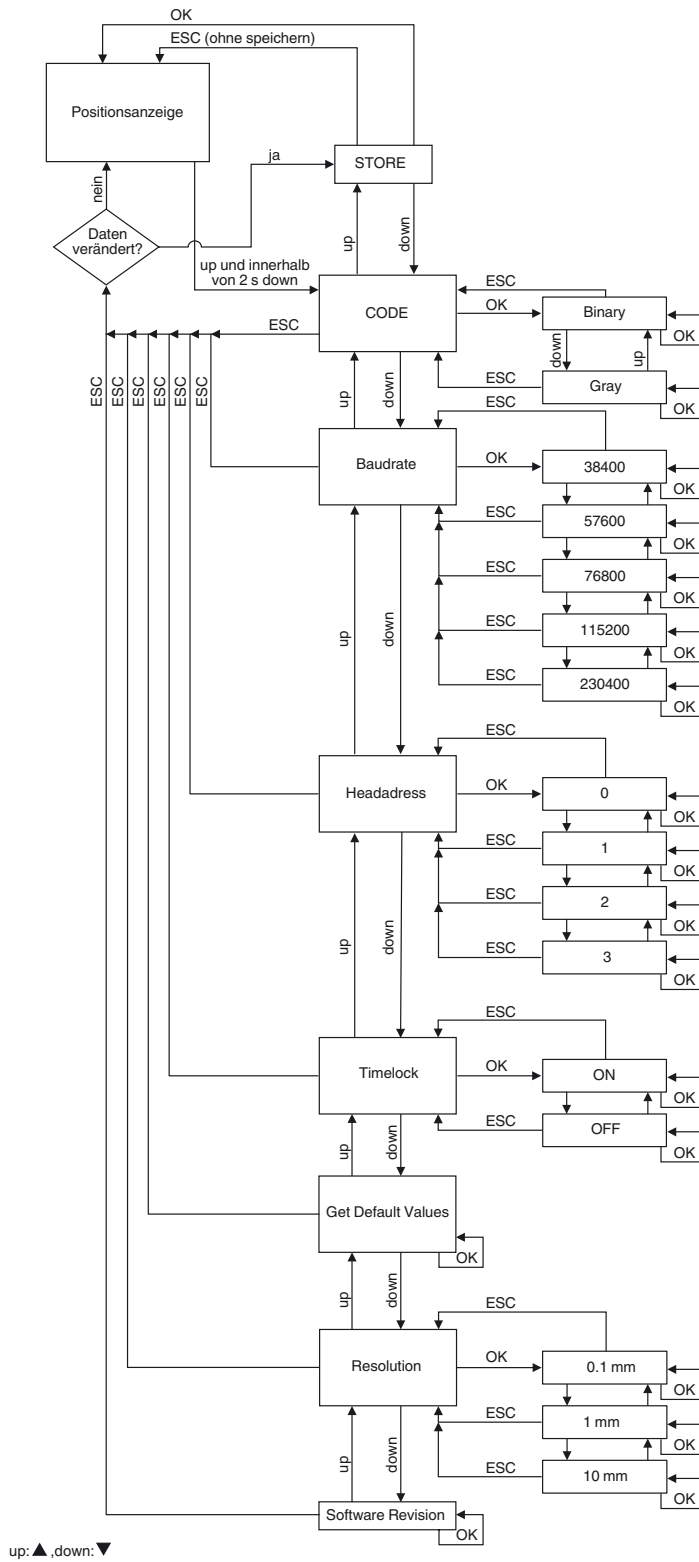 OK
ESC (ohne speichern)
Positionsanzeige
ja
STORE
nein
Daten
verändert?
up
down
up und innerhalb
von 2 s down
CODE
ESC
OK
ESC
Binary
OK
down
up
ESC
Gray
OK
ESC
ESC
ESC
ESC
ESC
ESC
up
down
ESC
Baudrate
OK
38400
OK
ESC
57600
OK
ESC
76800
OK
ESC
115200
OK
ESC
230400
OK
up
down
ESC
Headadress
OK
0
OK
ESC
1
OK
ESC
2
OK
ESC
3
OK
up
down
ESC
Timelock
OK
ON
OK
ESC
OFF
OK
up
down
Get Default Values
OK
up
down
ESC
Resolution
OK
0.1 mm
OK
ESC
1 mm
OK
ESC
10 mm
OK
up
down
Software Revision
OK
up: ▲ ,down: ▼